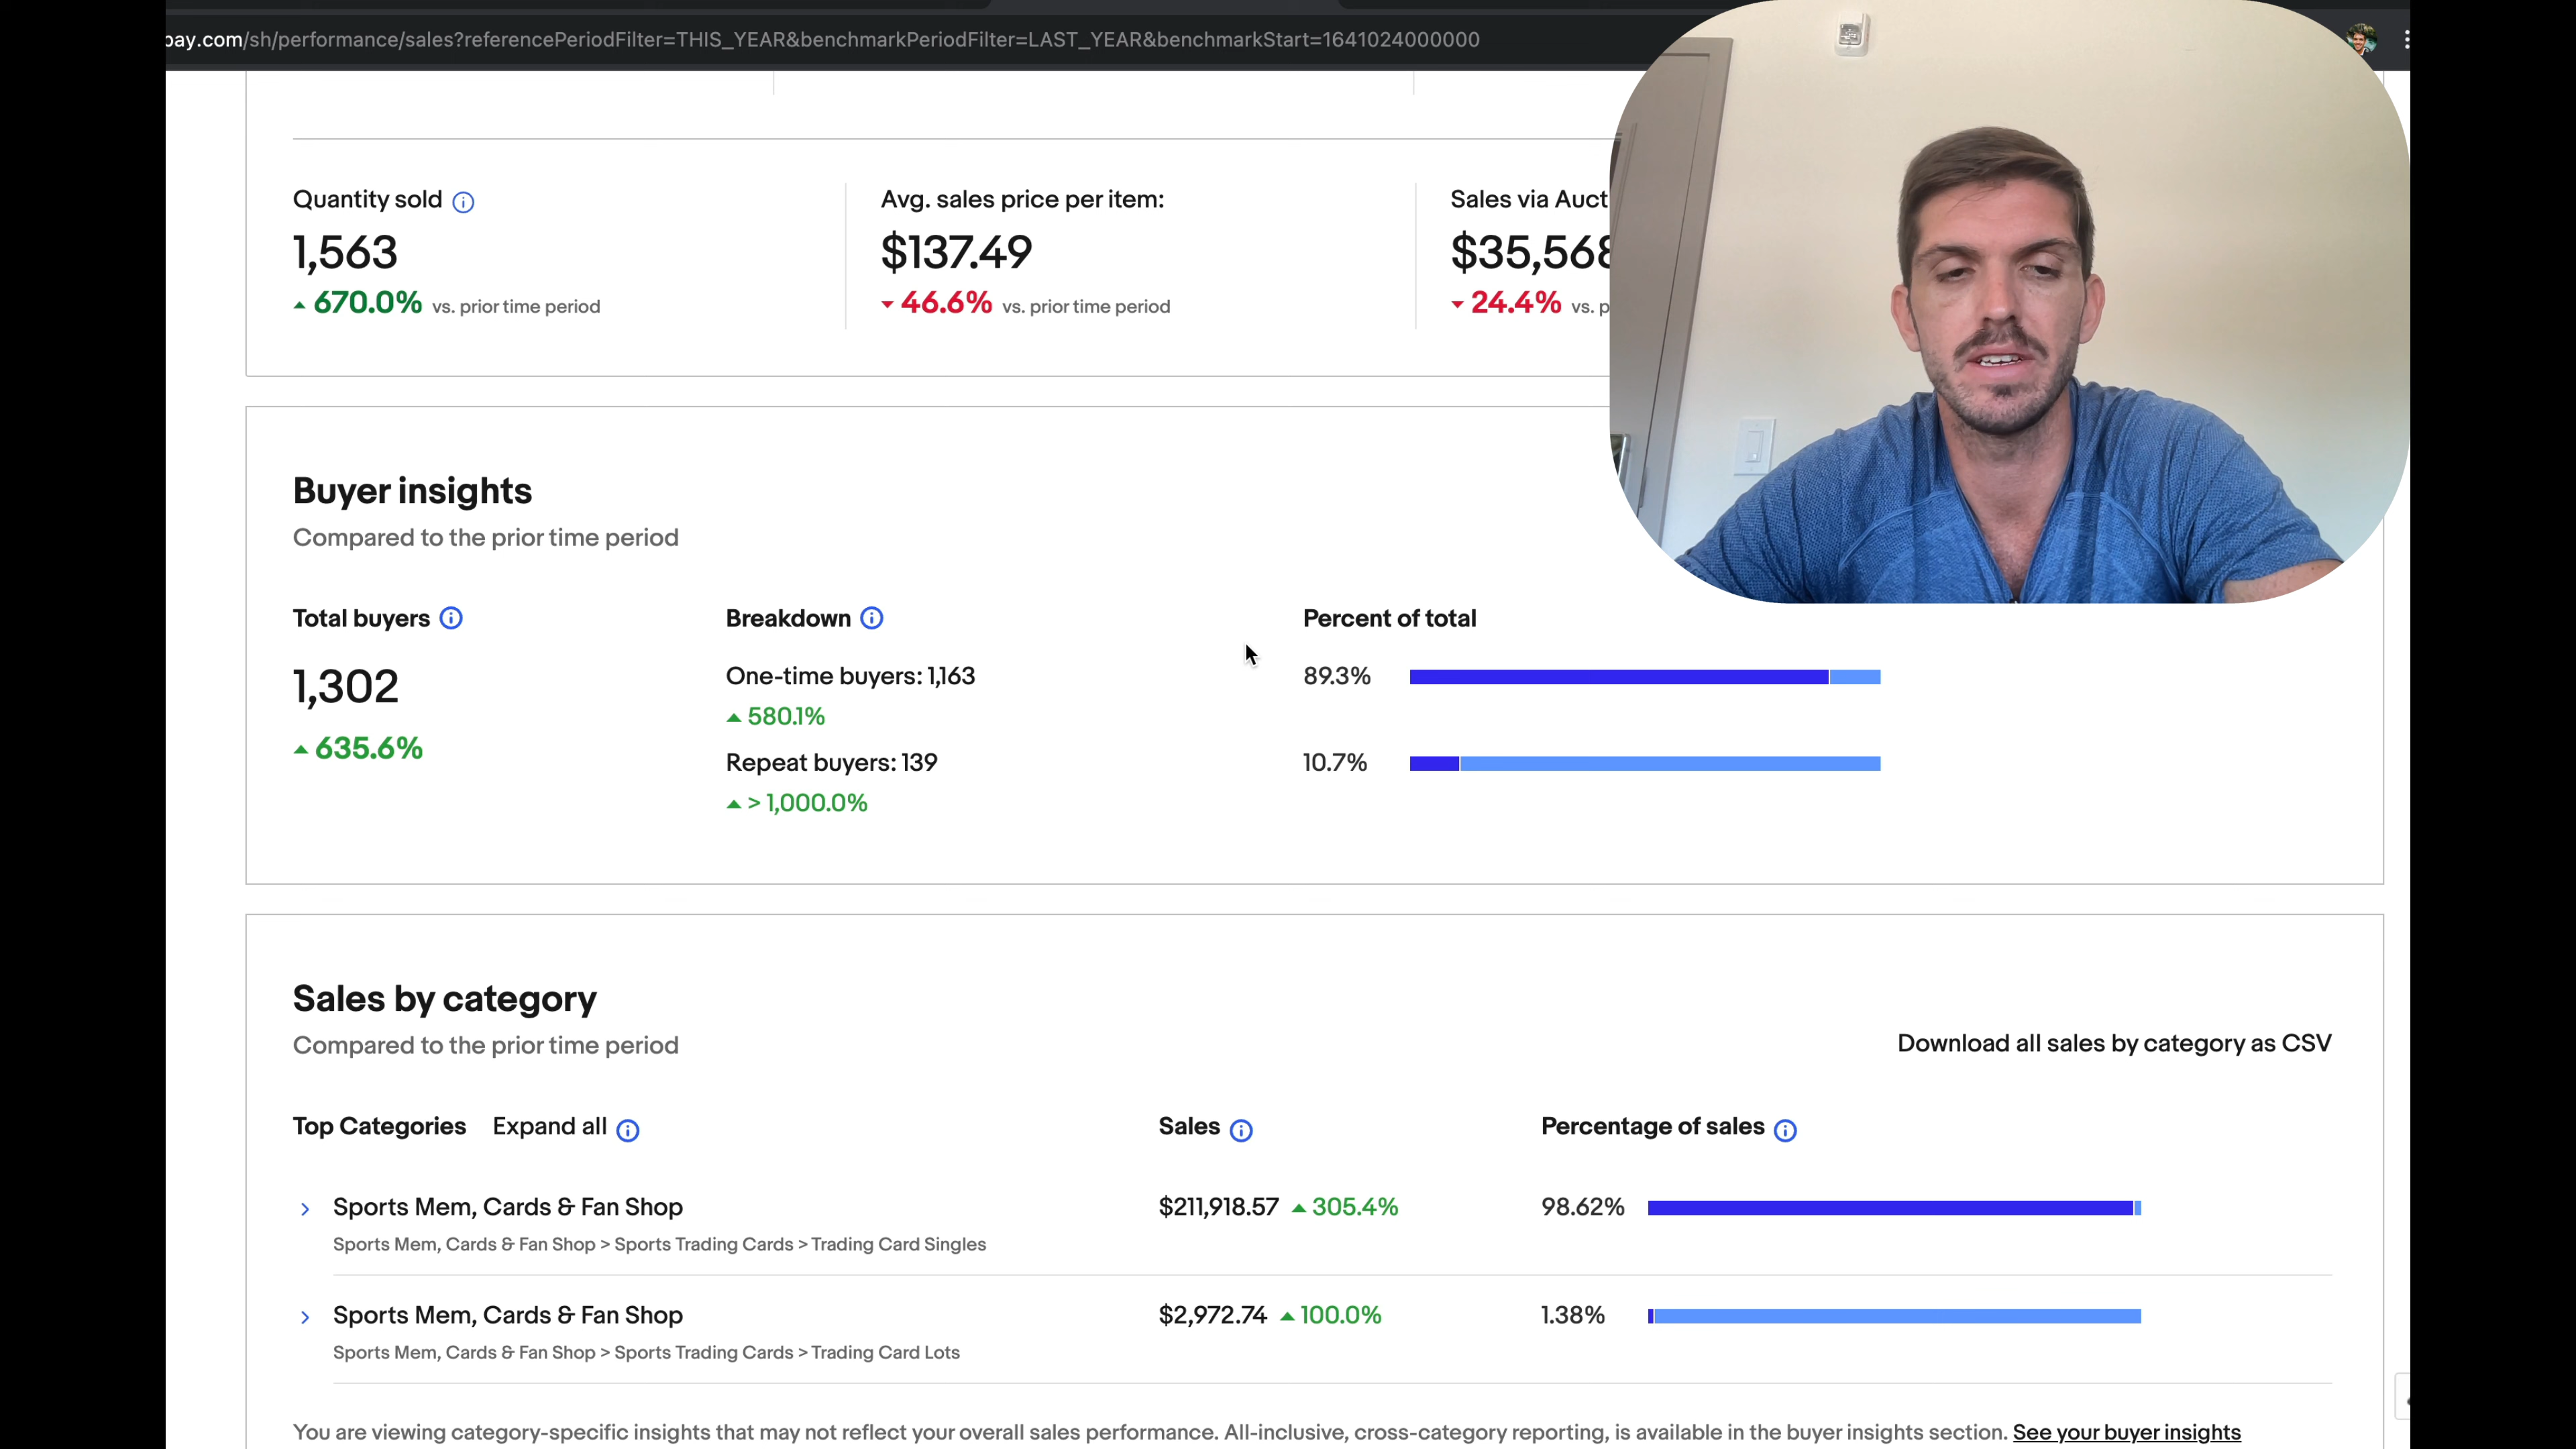 bay.com/sh/performance/sales?referencePeriodFilter=THIS_YEAR&benchmarkPeriodFilter=LAST_YEAR&benchmarkStart=1641024000000
Quantity sold
1,563
670.0% vs. prior time period
Avg. sales price per item:
$137.49
46.6% vs. prior time period
Sales via Auct
$35,568
24.4% vs. p
Buyer insights
Compared to the prior time period
Total buyers
1,302
635.6%
Breakdown
One-time buyers: 1,163
580.1%
Repeat buyers: 139
> 1,000.0%
Percent of total
89.3%
10.7%
Sales by category
Compared to the prior time period
Download all sales by category as CSV
Top Categories Expand all Sales Percentage of sales
Sports Mem, Cards & Fan Shop $211,918.57 305.4% 98.62%
Sports Mem, Cards & Fan Shop > Sports Trading Cards > Trading Card Singles
Sports Mem, Cards & Fan Shop $2,972.74 100.0% 1.38%
Sports Mem, Cards & Fan Shop > Sports Trading Cards > Trading Card Lots
You are viewing category-specific insights that may not reflect your overall sales performance. All-inclusive, cross-category reporting, is available in the buyer insights section. See your buyer insights